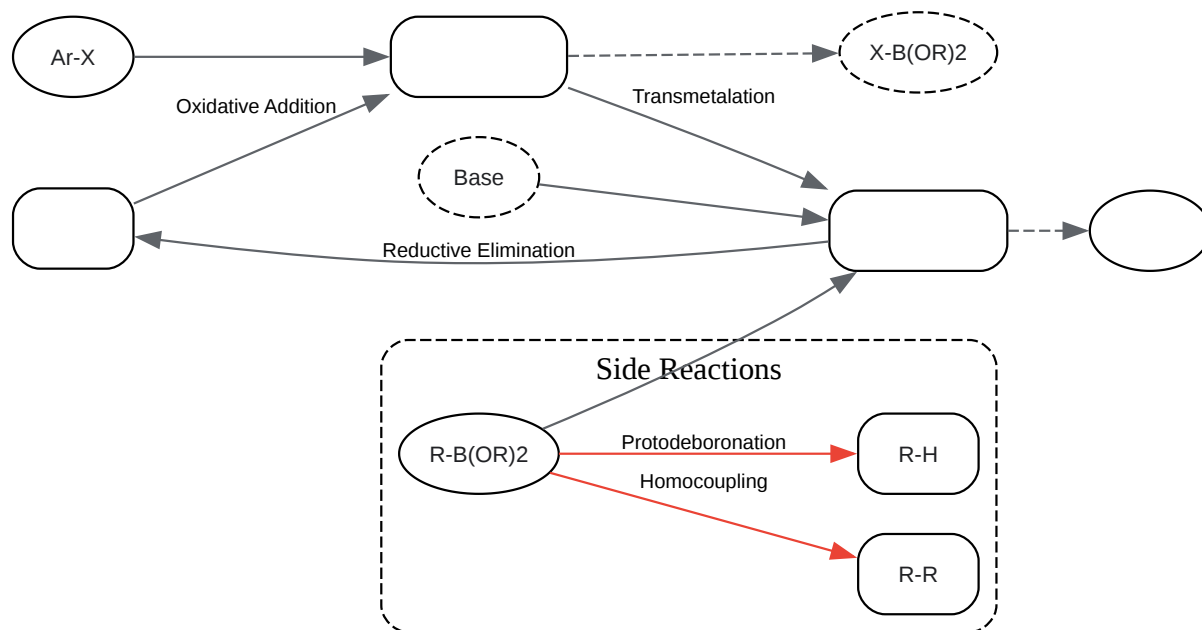 Ar-X
X-B(OR)2
Oxidative Addition
Transmetalation
Base
Reductive Elimination
Side Reactions
R-B(OR)2
Protodeboronation
R-H
Homocoupling
R-R